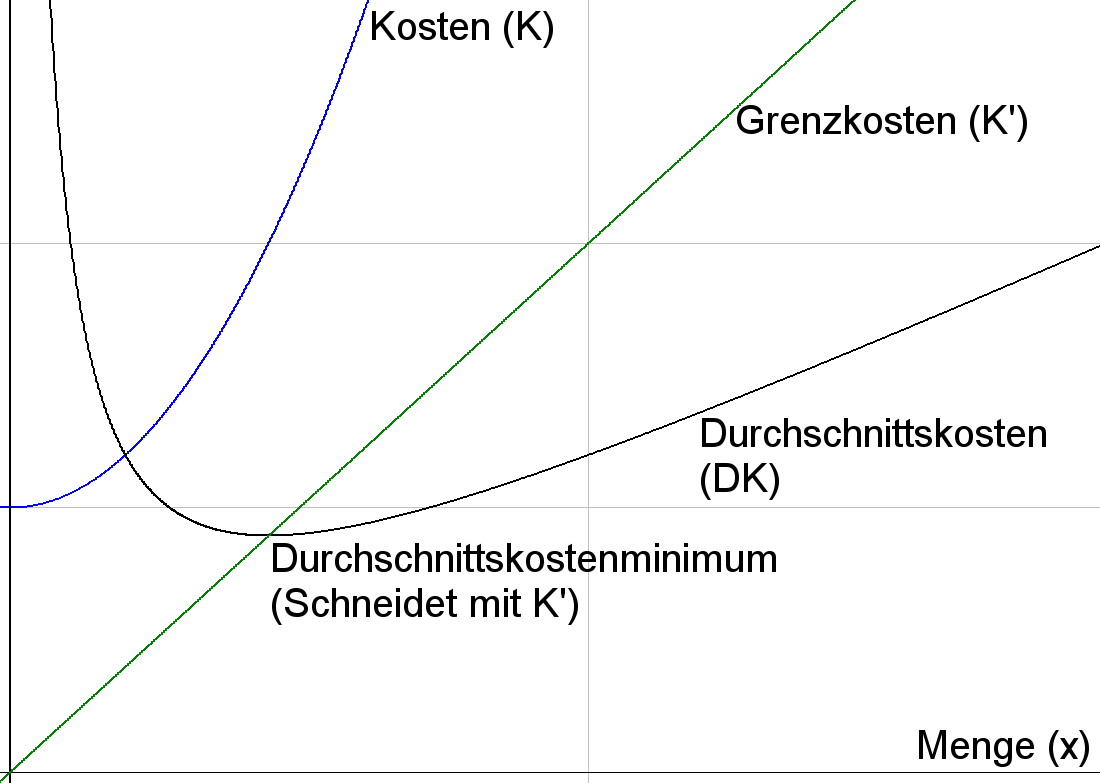 Kosten (K)
Grenzkosten (K')
Durchschnittskosten
(DK)
Durchschnittskostenminimum
(Schneidet mit K')
Menge (x)